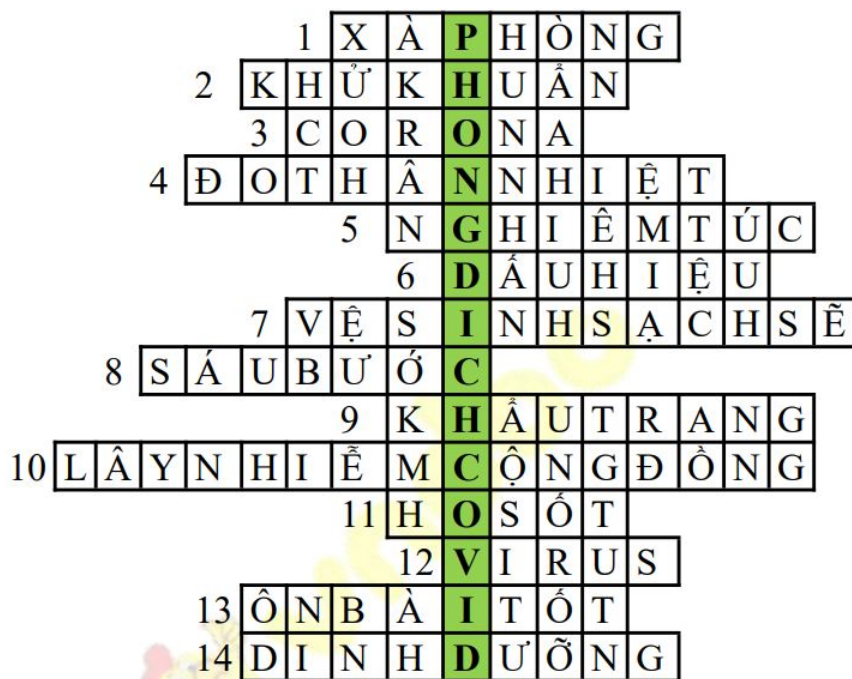 1 XÀPHÒNG
2 KHỬKHUẨN
3 CORONA
4 ĐOTHÂNNHIỆT
5 NGHIÊMTÚC
6 DẤUHIỆU
7 VỆSINHSẠCHSẼ
8 SÁUBƯỚC
9 KHẨUTRANG
10 LÂYNHIỄMCỘNGĐỒNG
11 HOSỐT
12 VIRUS
13 ÔNBÀITỐT
14 DINHDƯỠNG